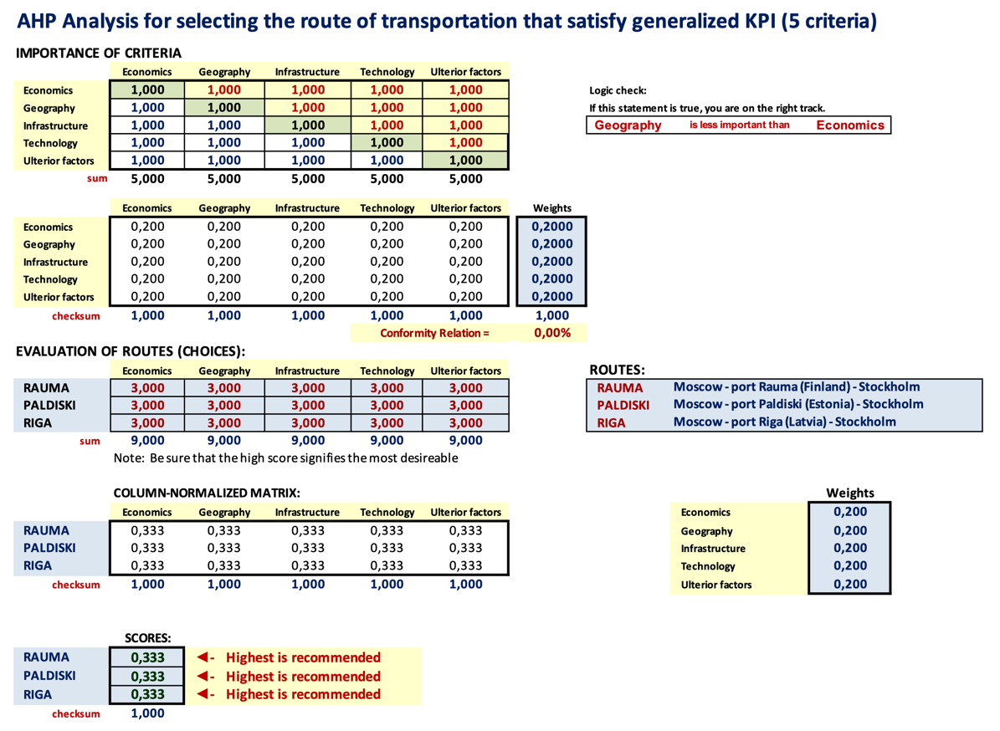 AHP Analysis for selecting the route of transportation that satisfy generalized KPI (5 criteria)
IMPORTANCE OF CRITERIA
Economics Geography Infrastructure Technology Ulterior factors
Economics 1,000 1,000 1,000 1,000 1,000
Geography 1,000 1,000 1,000 1,000 1,000
Infrastructure 1,000 1,000 1,000 1,000 1,000
Technology 1,000 1,000 1,000 1,000 1,000
Ulterior factors 1,000 1,000 1,000 1,000 1,000
sum 5,000 5,000 5,000 5,000 5,000
Logic check:
If this statement is true, you are on the right track.
Geography is less important than Economics
Economics Geography Infrastructure Technology Ulterior factors Weights
Economics 0,200 0,200 0,200 0,200 0,200 0,2000
Geography 0,200 0,200 0,200 0,200 0,200 0,2000
Infrastructure 0,200 0,200 0,200 0,200 0,200 0,2000
Technology 0,200 0,200 0,200 0,200 0,200 0,2000
Ulterior factors 0,200 0,200 0,200 0,200 0,200 0,2000
checksum 1,000 1,000 1,000 1,000 1,000 1,000
Conformity Relation = 0,00%
EVALUATION OF ROUTES (CHOICES):
Economics Geography Infrastructure Technology Ulterior factors
RAUMA 3,000 3,000 3,000 3,000 3,000
PALDISKI 3,000 3,000 3,000 3,000 3,000
RIGA 3,000 3,000 3,000 3,000 3,000
sum 9,000 9,000 9,000 9,000 9,000
Note: Be sure that the high score signifies the most desireable
ROUTES:
RAUMA Moscow - port Rauma (Finland) - Stockholm
PALDISKI Moscow - port Paldiski (Estonia) - Stockholm
RIGA Moscow - port Riga (Latvia) - Stockholm
COLUMN-NORMALIZED MATRIX:
Economics Geography Infrastructure Technology Ulterior factors
RAUMA 0,333 0,333 0,333 0,333 0,333
PALDISKI 0,333 0,333 0,333 0,333 0,333
RIGA 0,333 0,333 0,333 0,333 0,333
checksum 1,000 1,000 1,000 1,000 1,000
Weights
Economics 0,200
Geography 0,200
Infrastructure 0,200
Technology 0,200
Ulterior factors 0,200
SCORES:
RAUMA 0,333 ◄- Highest is recommended
PALDISKI 0,333 ◄- Highest is recommended
RIGA 0,333 ◄- Highest is recommended
checksum 1,000